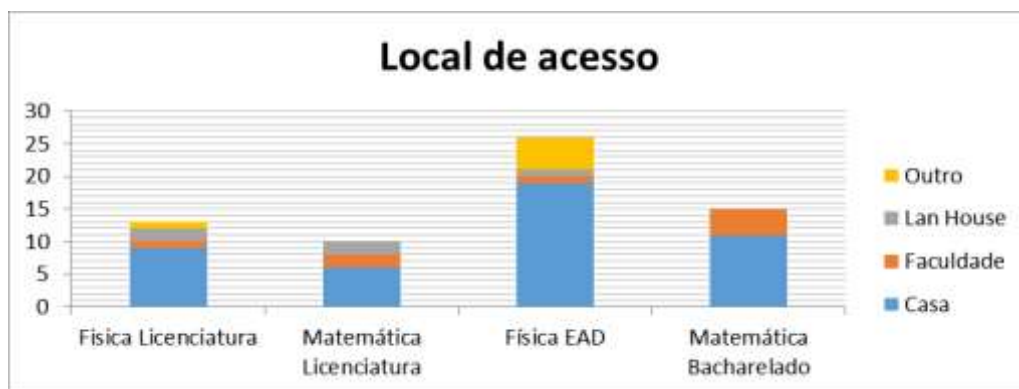 Local de acesso
30
25
20
15
10
5
0
Fisica Licenciatura
Matemática
Licenciatura
Física EAD
Matemática
Bacharelado
Outro
Lan House
Faculdade
Casa